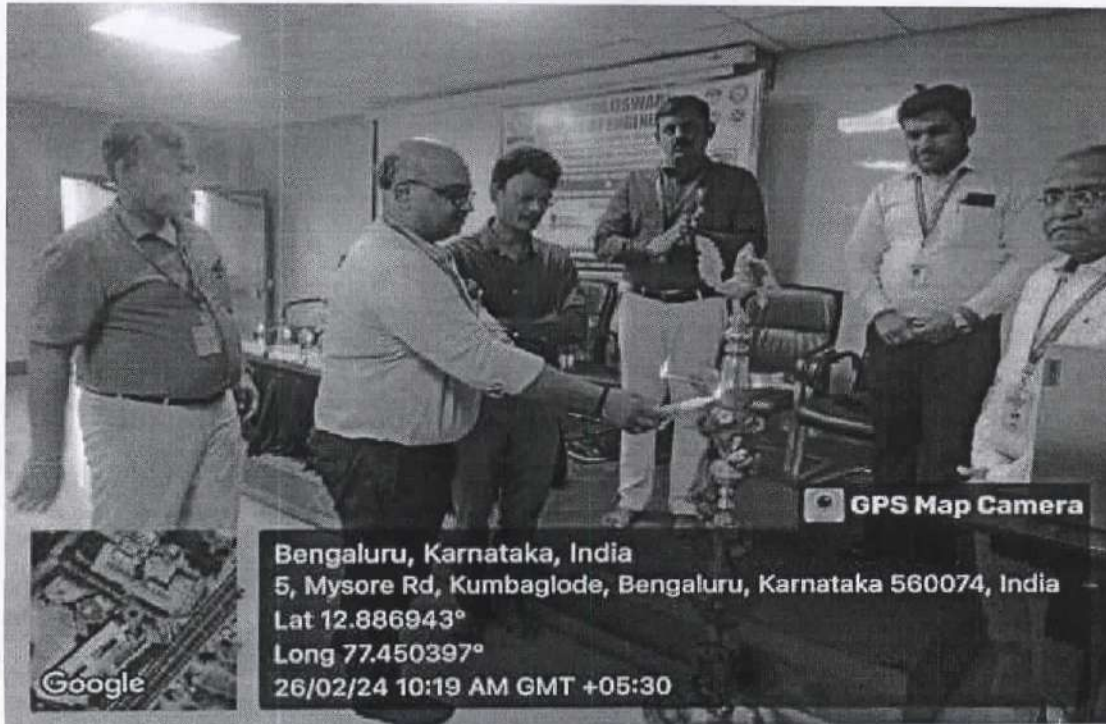 GPS Map Camera
Bengaluru, Karnataka, India
5, Mysore Rd, Kumbaglode, Bengaluru, Karnataka 560074, India
Lat 12.886943°
Long 77.450397°
26/02/24 10:19 AM GMT +05:30
Google